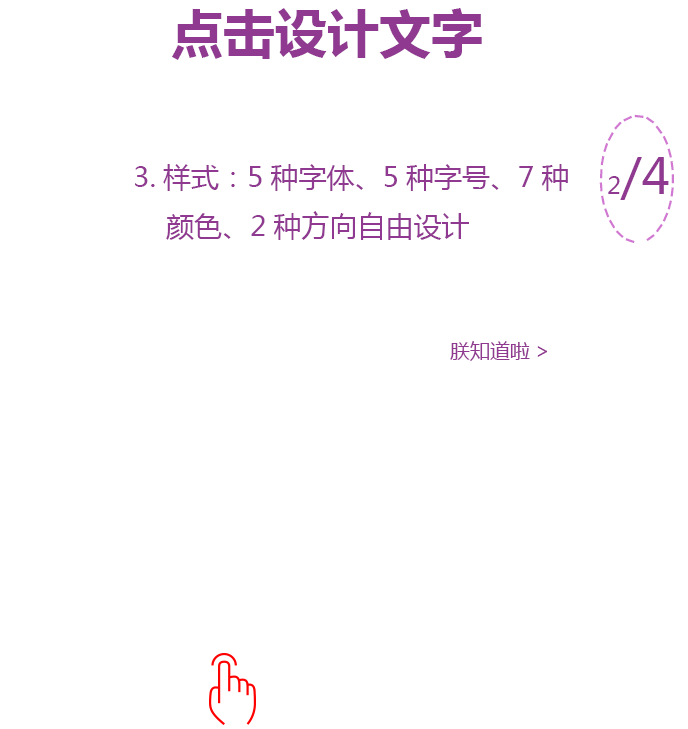 点击设计文字
3. 样式：5 种字体、5 种字号、7 种
颜色、2 种方向自由设计
2/4
朕知道啦 >